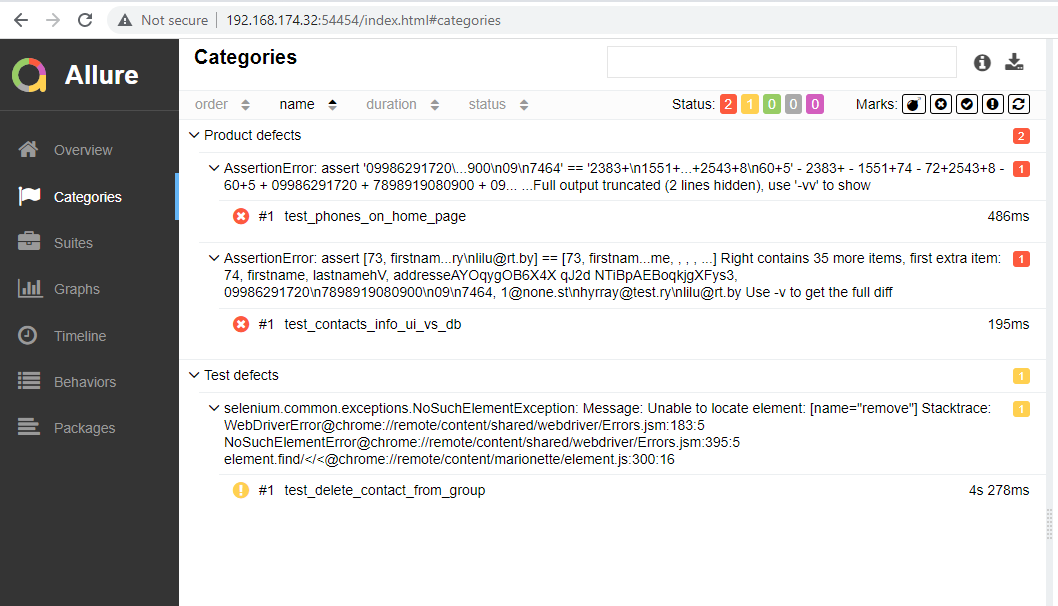 Not secure | 192.168.174.32:54454/index.html#categories
Allure
Overview
Categories
Suites
Graphs
Timeline
Behaviors
Packages
Categories
order name duration status Status: 2 1 0 0 0 Marks:
Product defects 2
AssertionError: assert '09986291720\...900\n09\n7464' == '2383+\n1551+...+2543+8\n60+5' - 2383+ - 1551+74 - 72+2543+8 - 1
60+5 + 09986291720 + 7898919080900 + 09... ...Full output truncated (2 lines hidden), use '-vv' to show
#1 test_phones_on_home_page 486ms
AssertionError: assert [73, firstnam...ry\nlilu@rt.by] == [73, firstnam...me, , , , ...] Right contains 35 more items, first extra item: 1
74, firstname, lastnamehV, addresseAYOqygOB6X4X qJ2d NTiBpAEBoqkjgXFys3,
09986291720\n7898919080900\n09\n7464, 1@none.st\nhyrray@test.ry\nlilu@rt.by Use -v to get the full diff
#1 test_contacts_info_ui_vs_db 195ms
Test defects 1
selenium.common.exceptions.NoSuchElementException: Message: Unable to locate element: [name="remove"] Stacktrace: 1
WebDriverError@chrome://remote/content/shared/webdriver/Errors.jsm:183:5
NoSuchElementError@chrome://remote/content/shared/webdriver/Errors.jsm:395:5
element.find/</<@chrome://remote/content/marionette/element.js:300:16
#1 test_delete_contact_from_group 4s 278ms